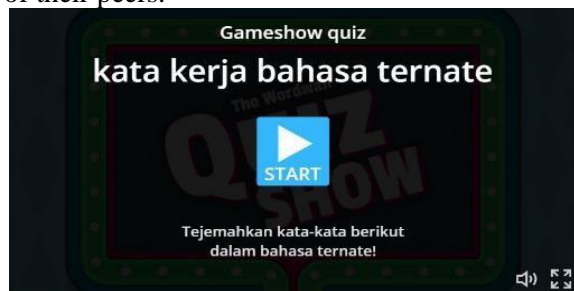 of their peers.
Gameshow quiz
kata kerja bahasa ternate
The Wordwall
QUIZ
START
SHOW
Tejemahkan kata-kata berikut
dalam bahasa ternate!